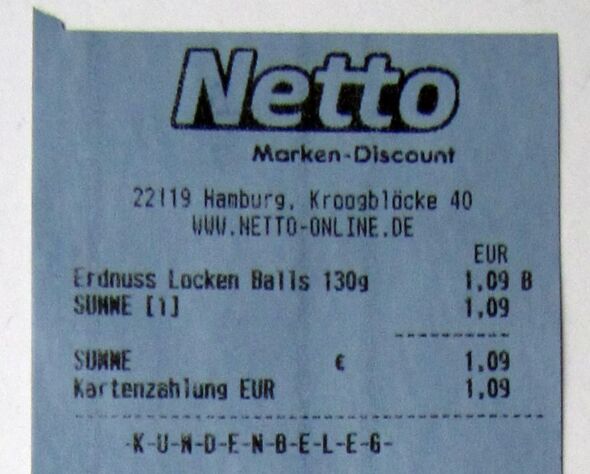 Netto
Marken-Discount
22119 Hamburg, Kroogblöcke 40
WWW.NETTO-ONLINE.DE
EUR
Erdnuss Locken Balls 130g 1,09 B
SUMME [1] 1,09
SUMME € 1,09
Kartenzahlung EUR 1,09
-K-U-N-D-E-N-B-E-L-E-G-